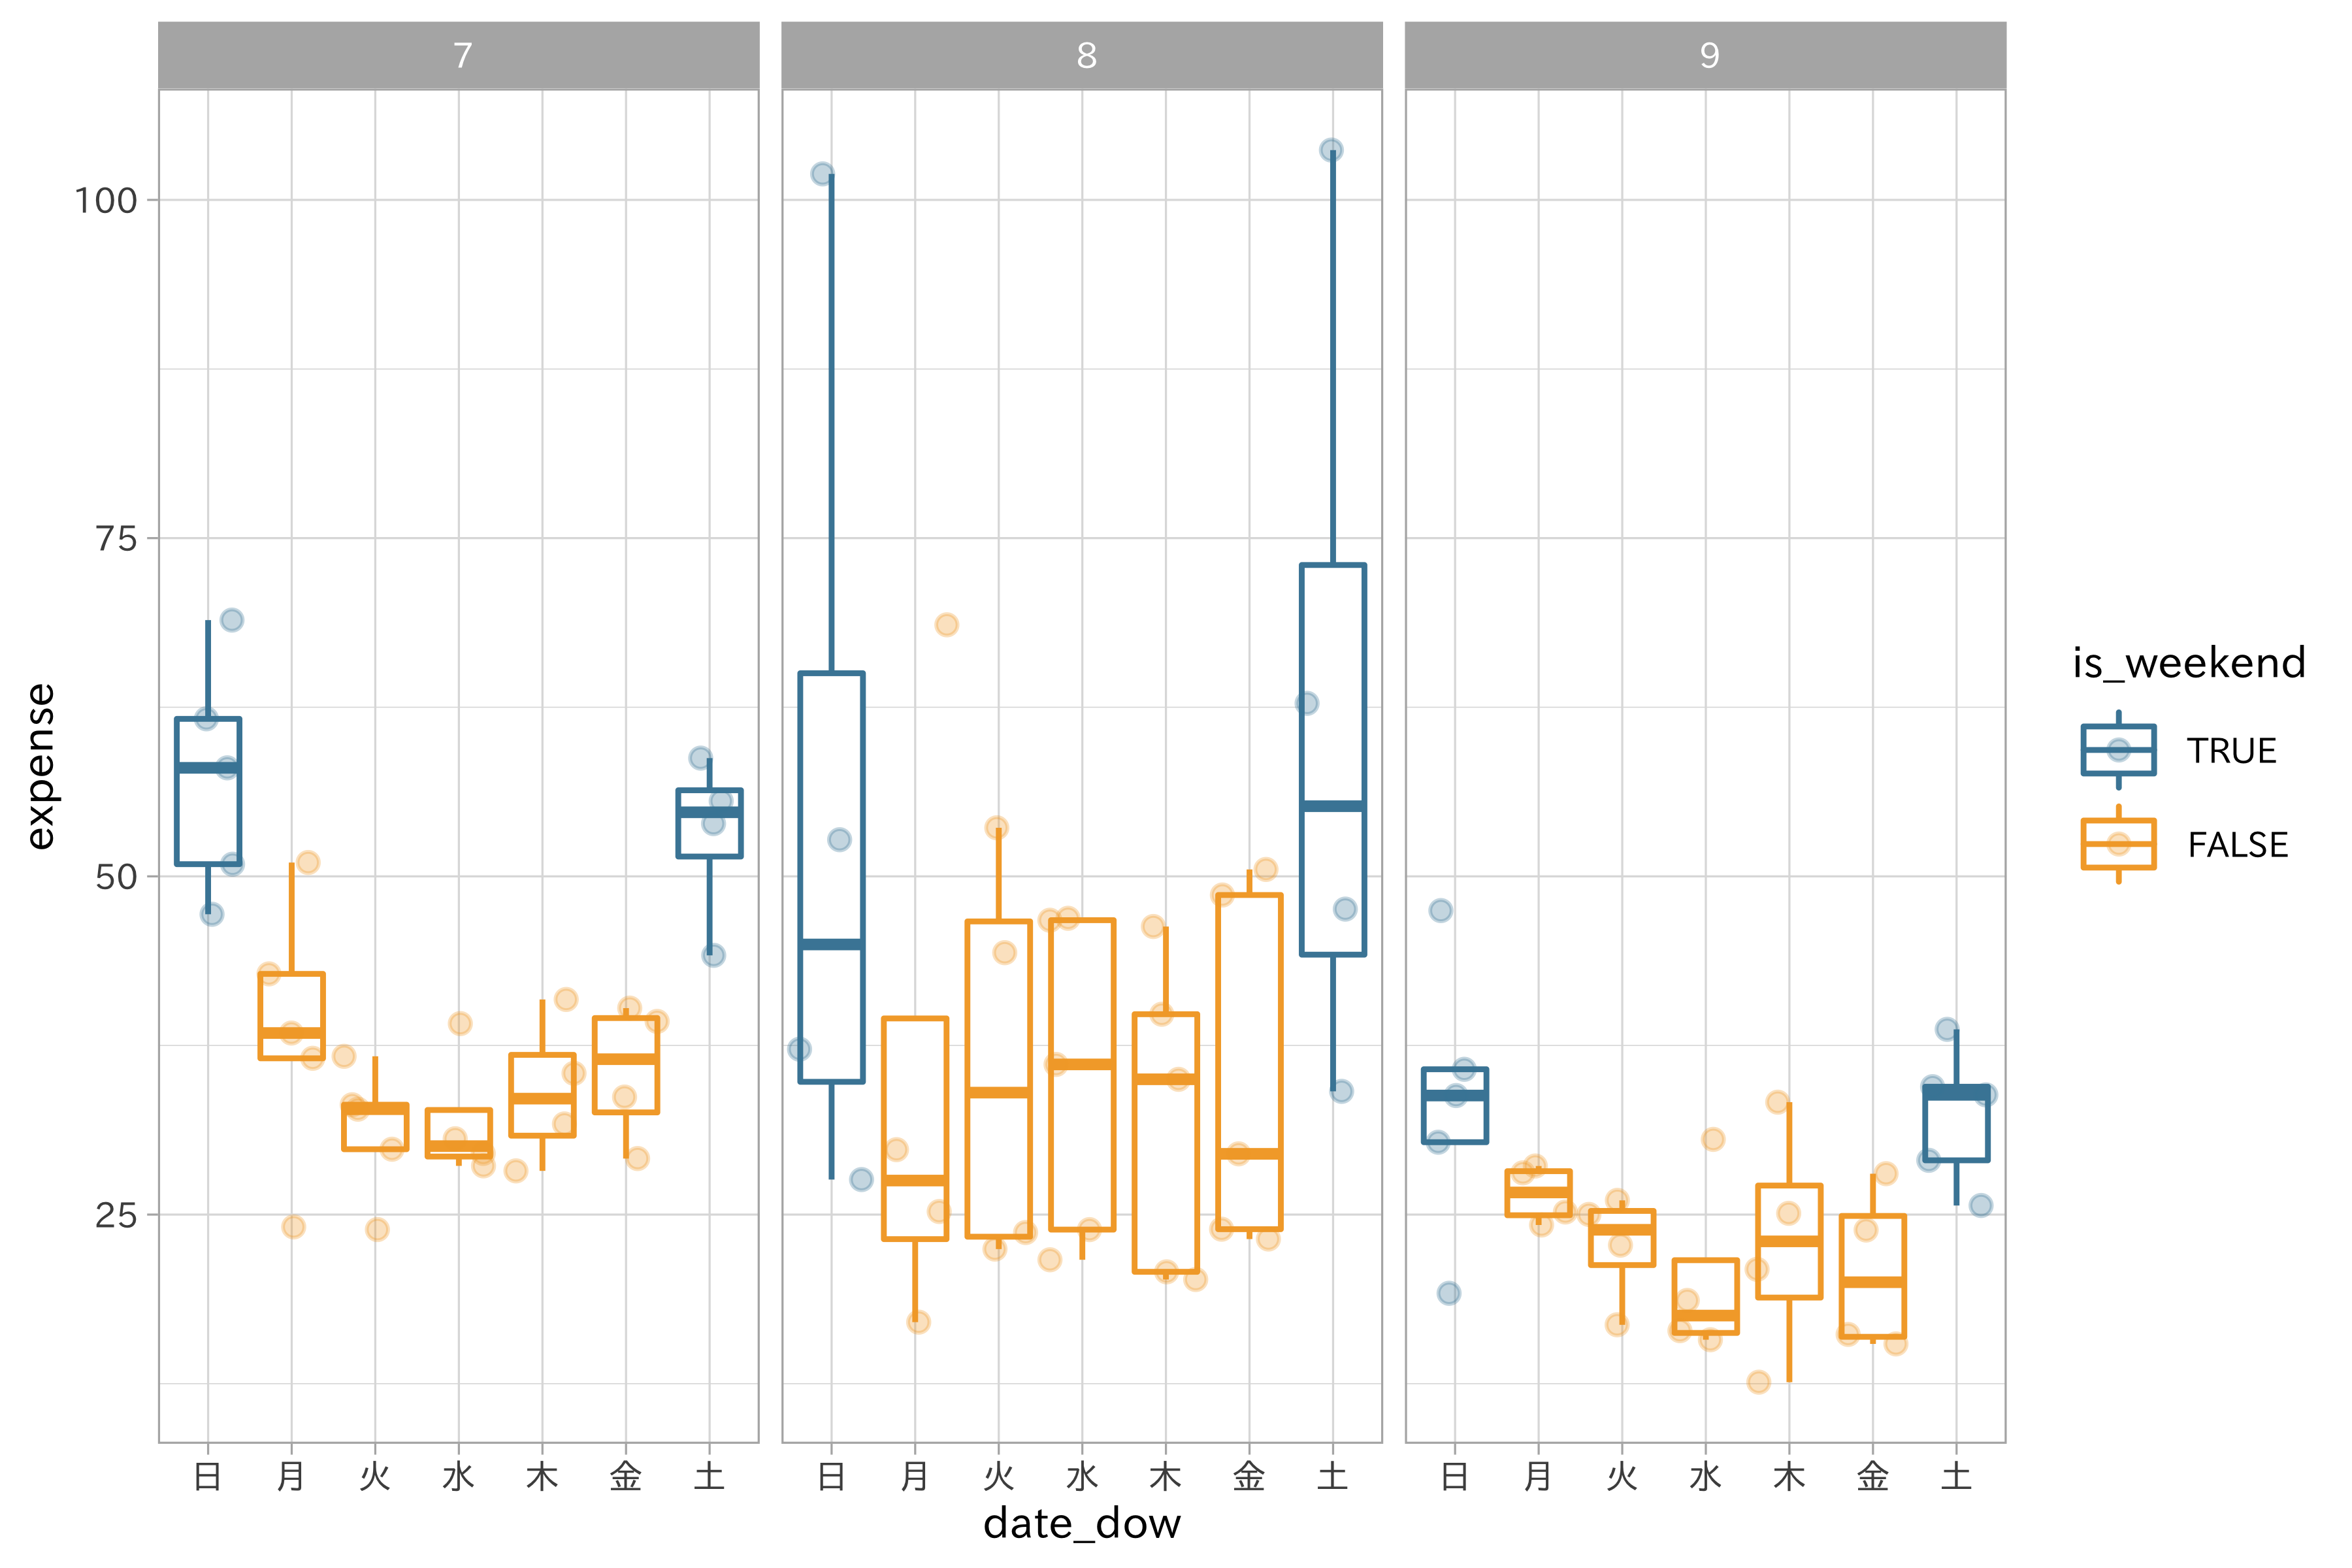 7 8 9
100
75
50
25
expense
日 月 火 水 木 金 土 日 月 火 水 木 金 土 日 月 火 水 木 金 土
date_dow
is_weekend
TRUE
FALSE